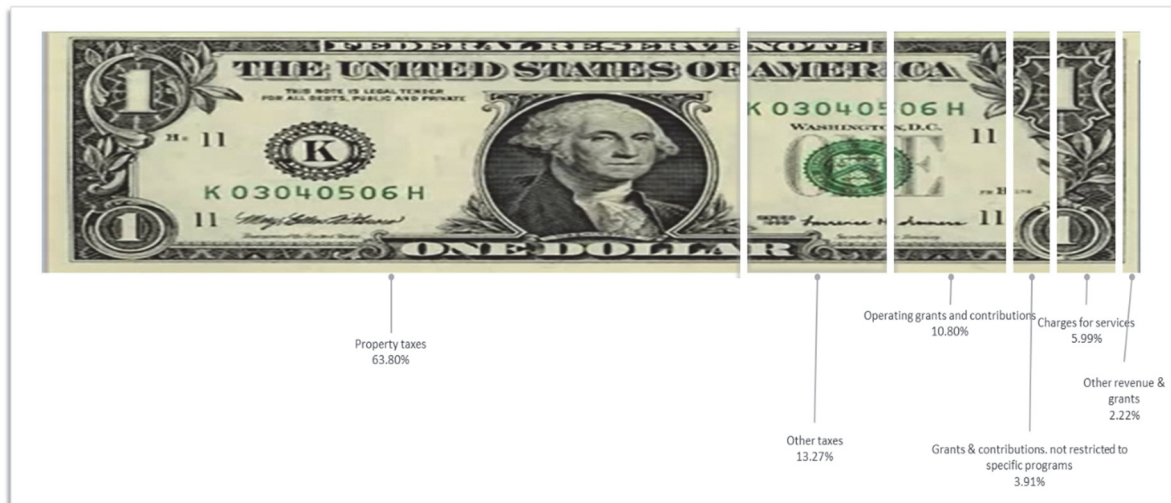 FEDERAL RESERVE NOTE
THE UNITED STATES OF AMERICA
THIS NOTE IS LEGAL TENDER
FOR ALL DEBTS, PUBLIC AND PRIVATE
K 03040506 H
WASHINGTON, D.C.
1
1
H 11
11
K
ONE
K 03040506 H
11
11
SERIES
1
1
ONE DOLLAR
Property taxes
63.80%
Other taxes
13.27%
Operating grants and contributions
10.80%
Grants & contributions. not restricted to
specific programs
3.91%
Charges for services
5.99%
Other revenue &
grants
2.22%